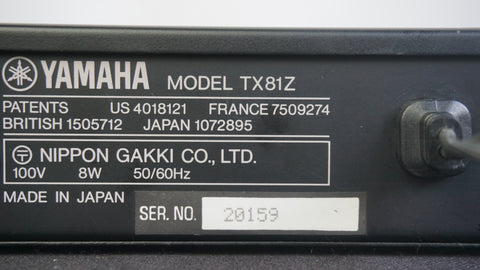 YAMAHA MODEL TX81Z
PATENTS US 4018121 FRANCE 7509274
BRITISH 1505712 JAPAN 1072895
NIPPON GAKKI CO., LTD.
100V 8W 50/60Hz
MADE IN JAPAN
SER. NO. 20159